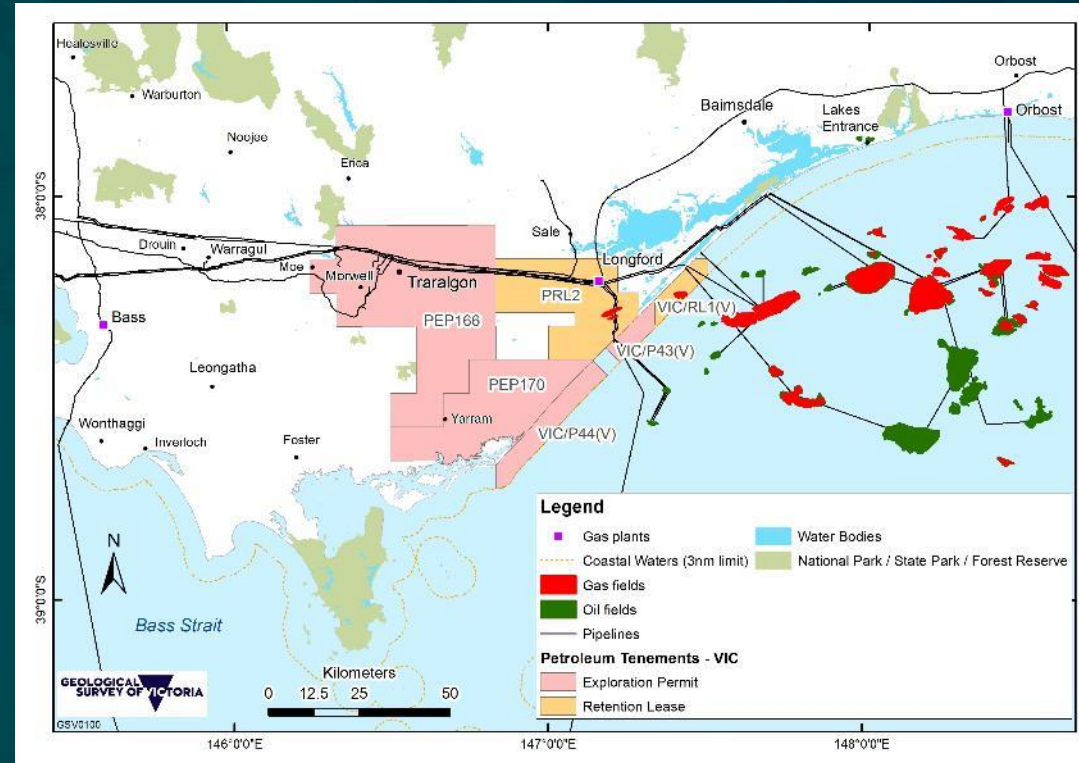 Healesville
Warburton
Noojee
Erica
Bairnsdale
Lakes
Entrance
Orbost
Orbost
38°0'0"S
Drouin
Warragul
Moe
Morwell
Traralgon
Sale
Longford
PRL2
VIC/RL1(V)
Bass
PEP166
VIC/P43(V)
Leongatha
PEP170
Yarram
VIC/P44(V)
Wonthaggi
Inverloch
Foster
39°0'0"S
N
Bass Strait
GEOLOGICAL
SURVEY OF VICTORIA
GSV0100
Kilometers
0 12.5 25 50
Legend
Gas plants
Coastal Waters (3nm limit)
Gas fields
Oil fields
Pipelines
Water Bodies
National Park / State Park / Forest Reserve
Petroleum Tenements - VIC
Exploration Permit
Retention Lease
146°0'0"E
147°0'0"E
148°0'0"E